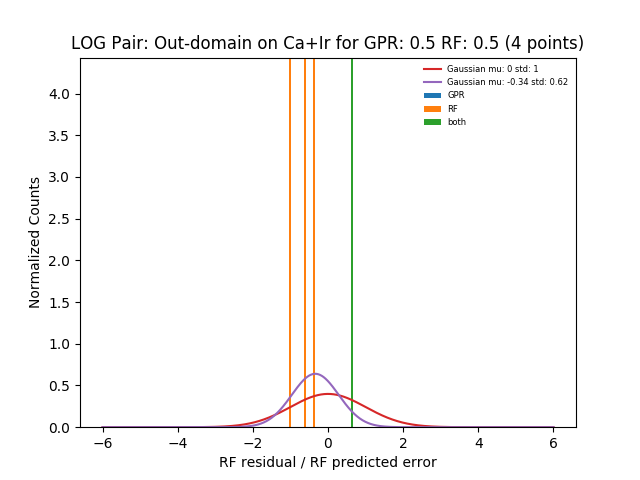 LOG Pair: Out-domain on Ca+Ir for GPR: 0.5 RF: 0.5 (4 points)
Gaussian mu: 0 std: 1
Gaussian mu: -0.34 std: 0.62
GPR
RF
both
Normalized Counts
4.0
3.5
3.0
2.5
2.0
1.5
1.0
0.5
0.0
−6 −4 −2 0 2 4 6
RF residual / RF predicted error